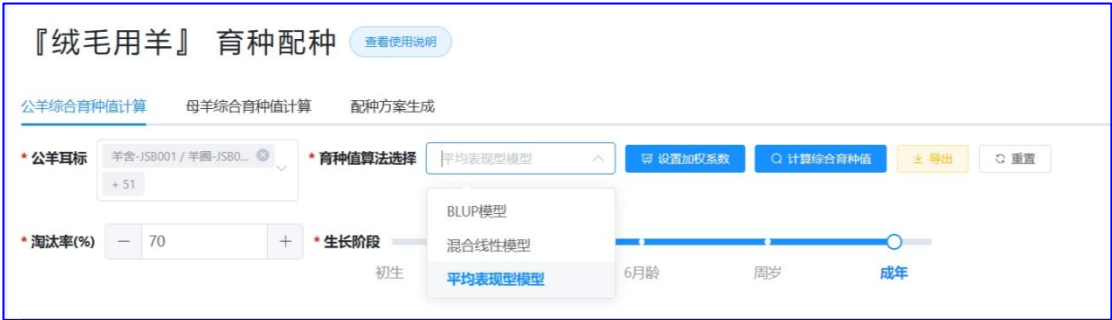 『绒毛用羊』 育种配种 查看使用说明
公羊综合育种值计算 母羊综合育种值计算 配种方案生成
* 公羊耳标 羊舍-JSB001 / 羊圈-JSB0... * 育种值算法选择 平均表现型模型 设置加权系数 计算综合育种值 导出 重置
+ 51
BLUP模型
* 淘汰率(%) 70 * 生长阶段
混合线性模型
初生 平均表现型模型 6月龄 周岁 成年